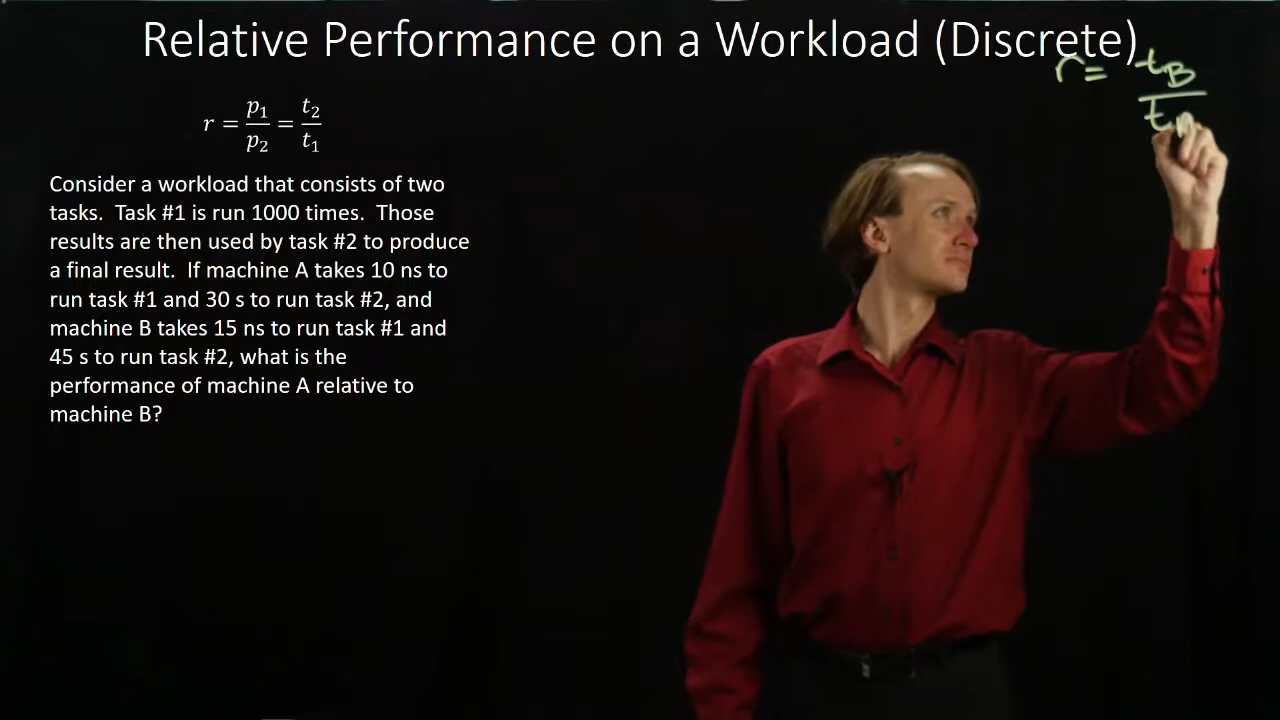 Relative Performance on a Workload (Discrete)
r = p₁/p₂ = t₂/t₁
Consider a workload that consists of two
tasks. Task #1 is run 1000 times. Those
results are then used by task #2 to produce
a final result. If machine A takes 10 ns to
run task #1 and 30 s to run task #2, and
machine B takes 15 ns to run task #1 and
45 s to run task #2, what is the
performance of machine A relative to
machine B?
r = t_B / t